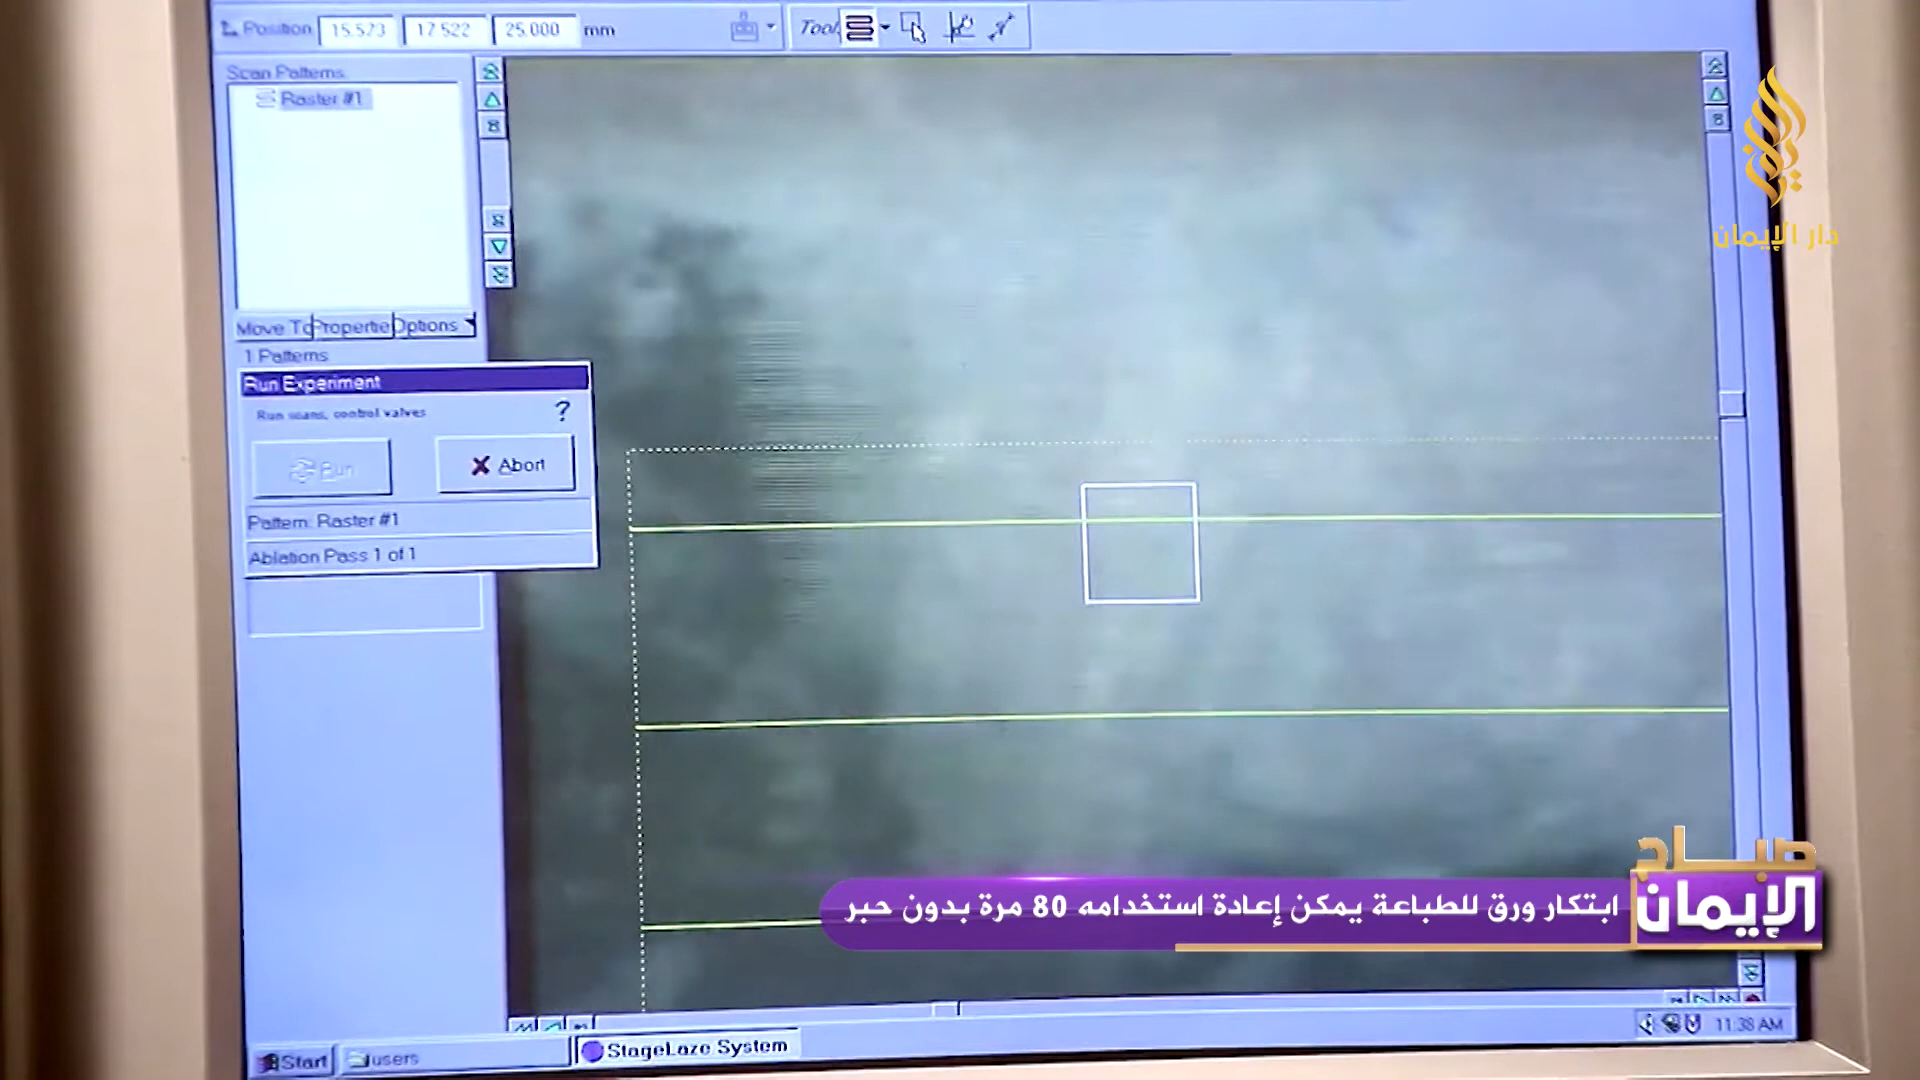 Position 15.573 17.522 25.000 mm
Tool
Scan Patterns
Raster #1
Move To Propertie Options
1 Patterns
Run Experiment
Run scans, control valves
?
Run
Abort
Pattern: Raster #1
Ablation Pass 1 of 1
دار الإيمان
صباح
الإيمان
ابتكار ورق للطباعة يمكن إعادة استخدامه 80 مرة بدون حبر
Start users StageLaze System 11:38 AM